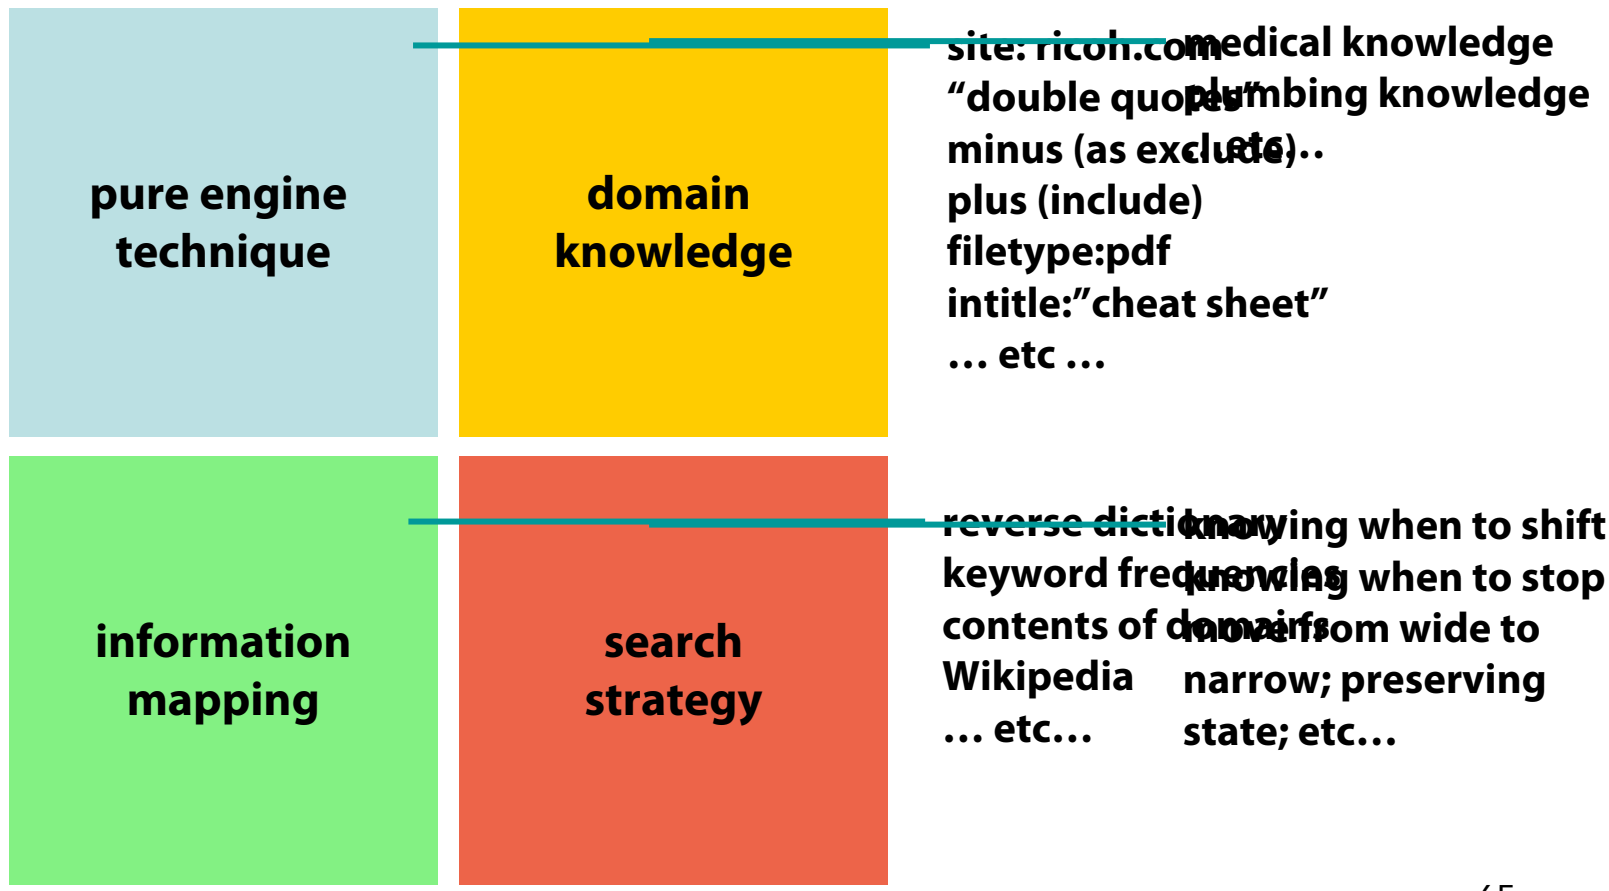 pure engine
technique
domain
knowledge
site: ricoh.com
“double quotes”
minus (as exclude)
plus (include)
filetype:pdf
intitle:”cheat sheet”
… etc …
medical knowledge
plumbing knowledge
…etc…
information
mapping
search
strategy
reverse dictionary
keyword frequencies
contents of domains
Wikipedia
… etc…
knowing when to shift
knowing when to stop
move from wide to
narrow; preserving
state; etc…